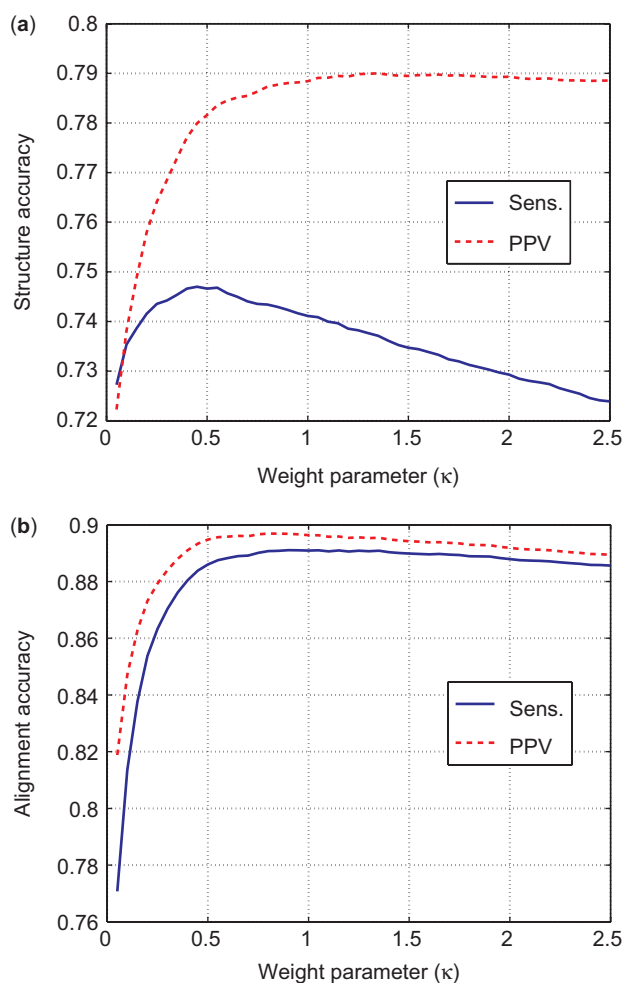 (a)
0.8
0.79
0.78
0.77
0.76
0.75
0.74
0.73
0.72
Structure accuracy
Sens.
PPV
0 0.5 1 1.5 2 2.5
Weight parameter (κ)
(b)
0.9
0.88
0.86
0.84
0.82
0.8
0.78
0.76
Alignment accuracy
Sens.
PPV
0 0.5 1 1.5 2 2.5
Weight parameter (κ)